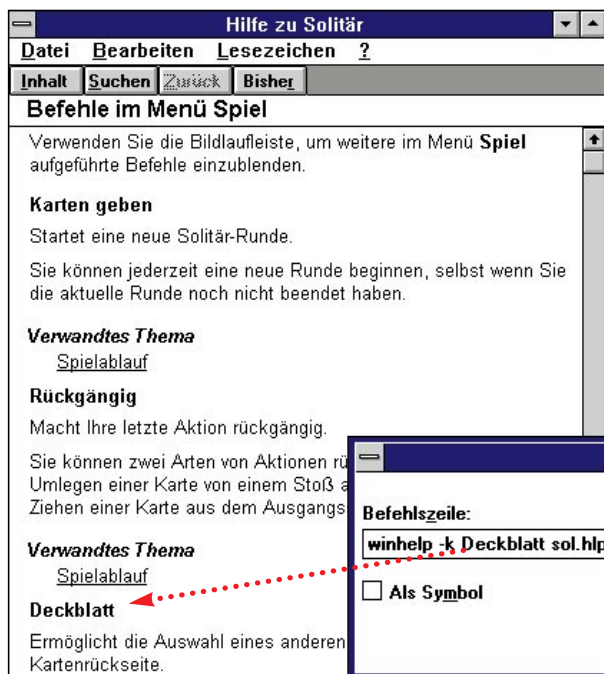 Hilfe zu Solitär
Datei Bearbeiten Lesezeichen ?
Inhalt Suchen Zurück Bisher
Befehle im Menü Spiel
Verwenden Sie die Bildlaufleiste, um weitere im Menü Spiel
aufgeführte Befehle einzublenden.
Karten geben
Startet eine neue Solitär-Runde.
Sie können jederzeit eine neue Runde beginnen, selbst wenn Sie
die aktuelle Runde noch nicht beendet haben.
Verwandtes Thema
Spielablauf
Rückgängig
Macht Ihre letzte Aktion rückgängig.
Sie können zwei Arten von Aktionen rü
Umlegen einer Karte von einem Stoß a
Ziehen einer Karte aus dem Ausgangs
Verwandtes Thema
Spielablauf
Deckblatt
Ermöglicht die Auswahl eines anderen
Kartenrückseite.
Befehlszeile:
winhelp -k Deckblatt sol.hlp
Als Symbol